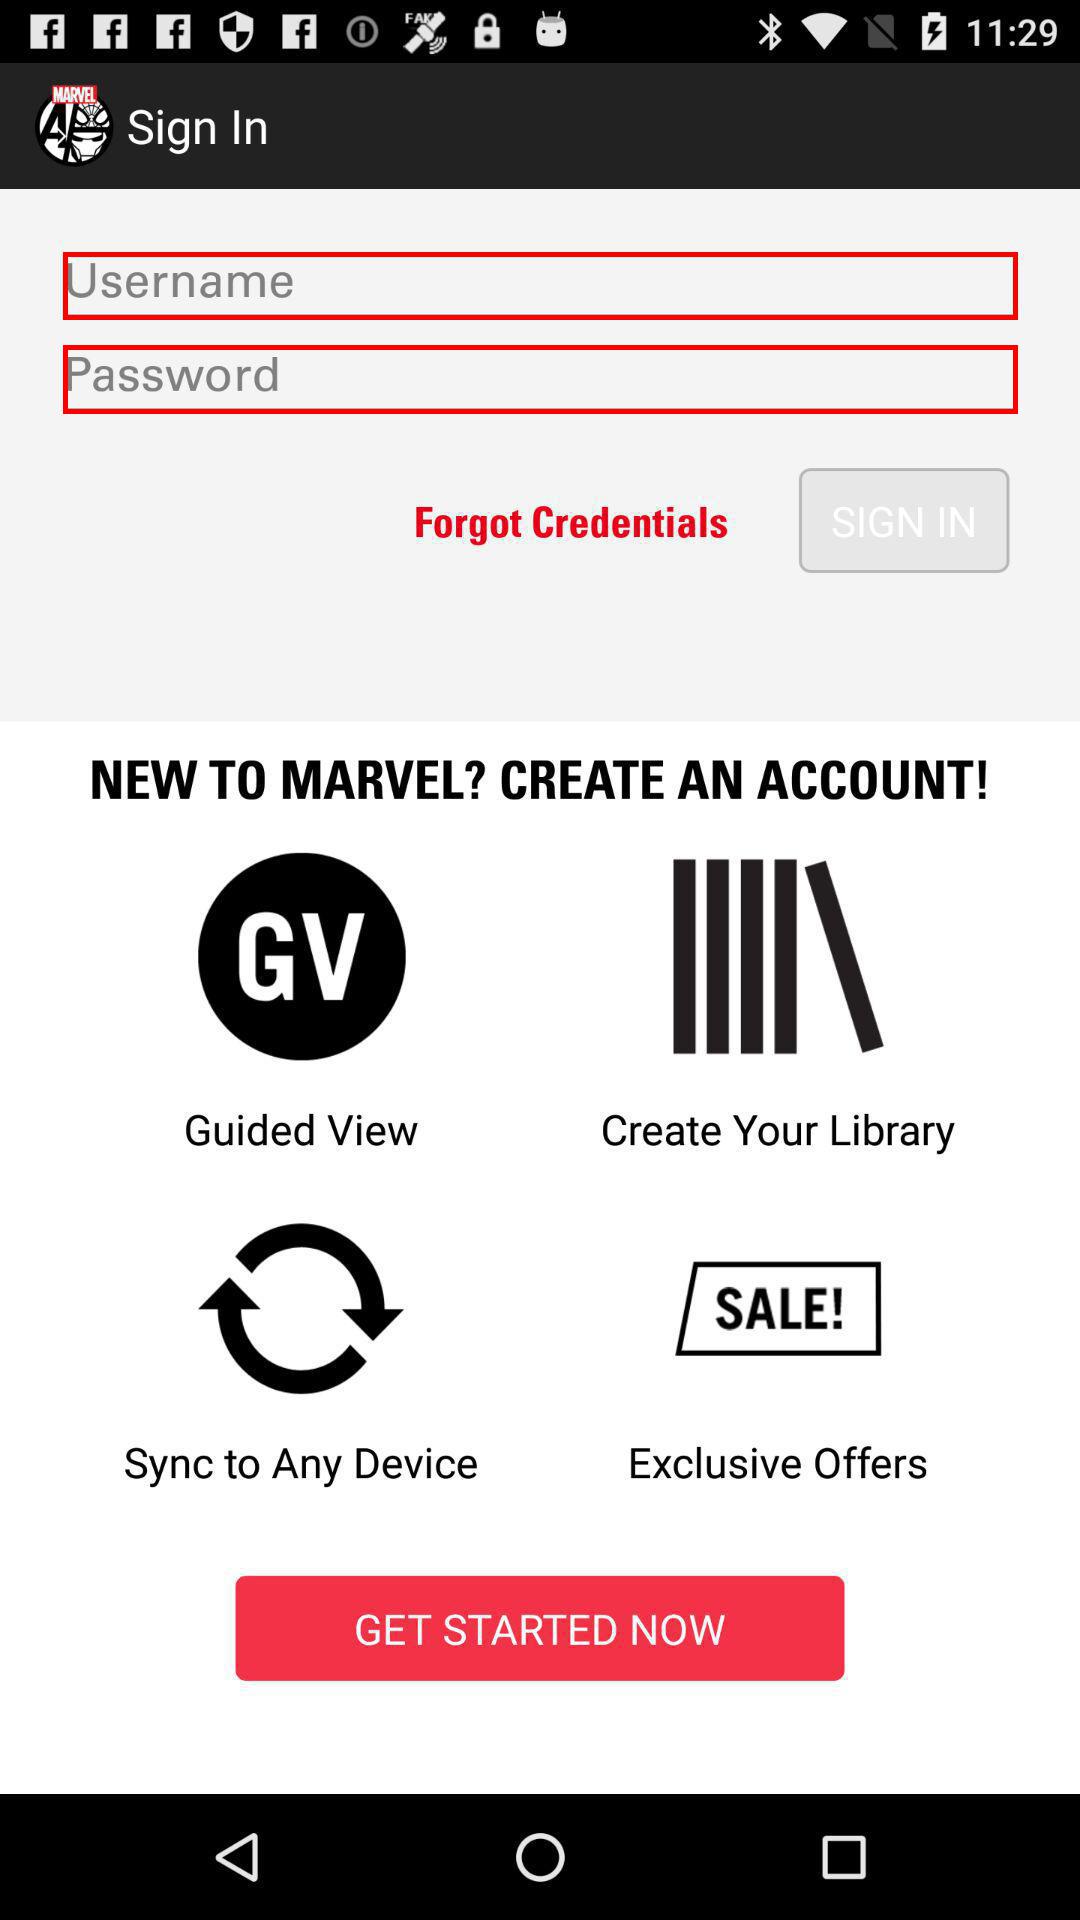 FAKE
11:29
MARVEL
Sign In
Username
Password
Forgot Credentials
SIGN IN
NEW TO MARVEL? CREATE AN ACCOUNT!
GV
Guided View
Create Your Library
SALE!
Sync to Any Device
Exclusive Offers
GET STARTED NOW